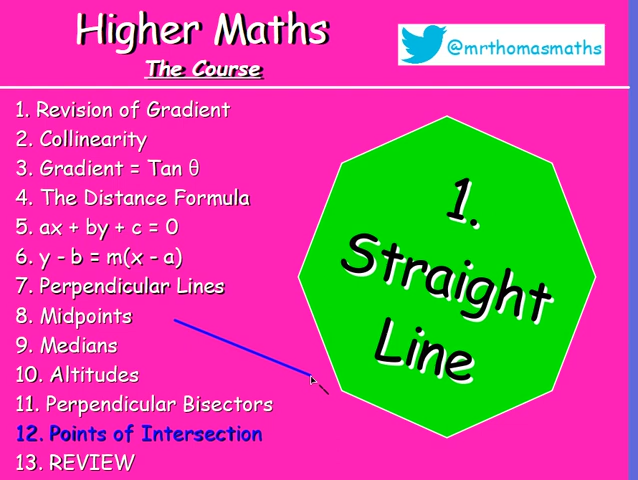 Higher Maths
The Course
@mrthomasmaths
1. Revision of Gradient
2. Collinearity
3. Gradient = Tan θ
4. The Distance Formula
5. ax + by + c = 0
6. y - b = m(x - a)
7. Perpendicular Lines
8. Midpoints
9. Medians
10. Altitudes
11. Perpendicular Bisectors
12. Points of Intersection
13. REVIEW
1.
Straight
Line